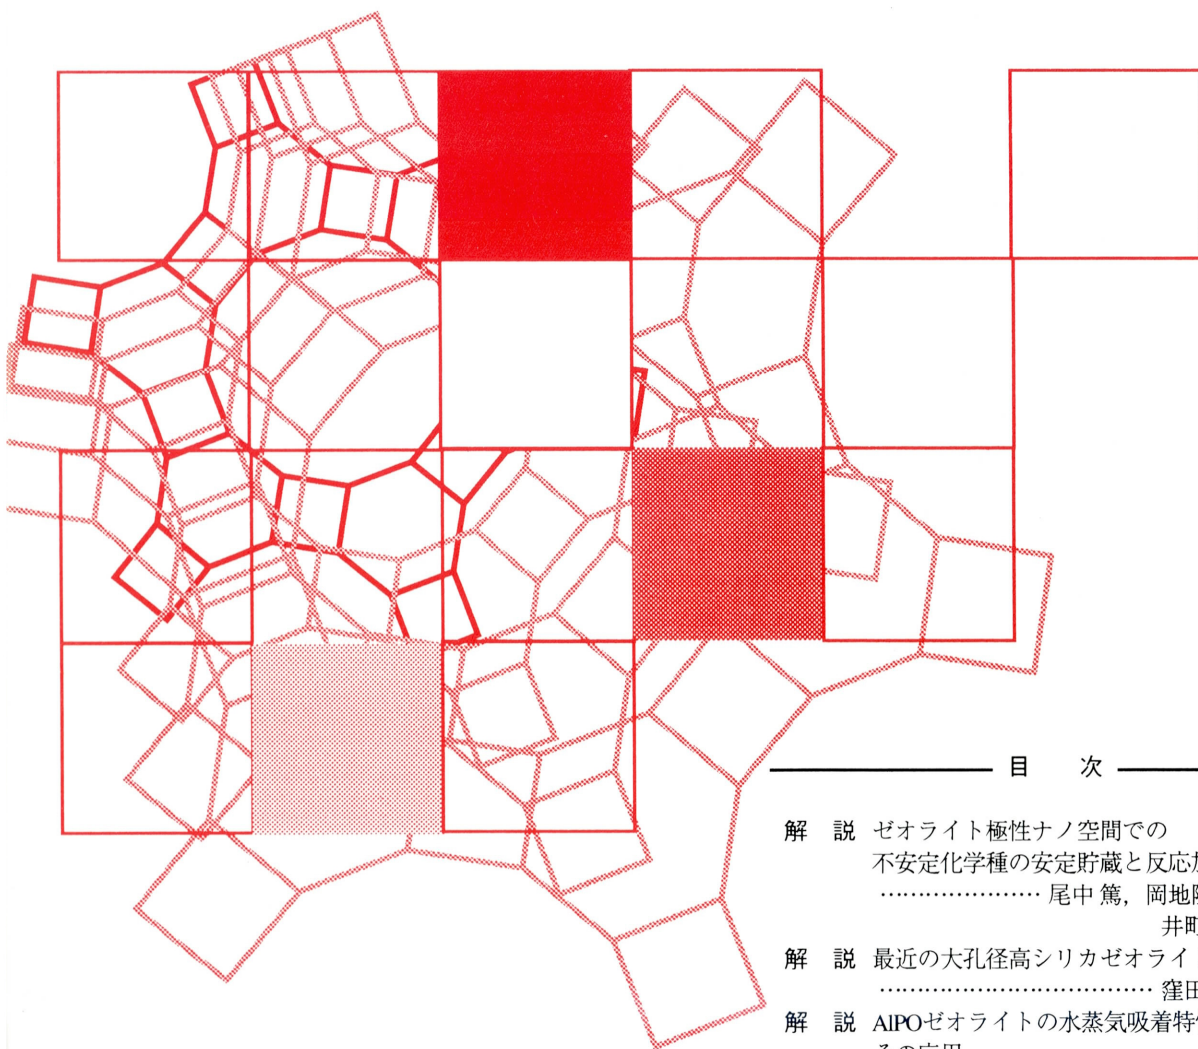 目 次
解 説 ゼオライト極性ナノ空間での
不安定化学種の安定貯蔵と反応
………………… 尾中 篤, 岡地
井町
解 説 最近の大孔径高シリカゼオライ
……………………………… 窪田
解 説 AlPOゼオライトの水蒸気吸着特